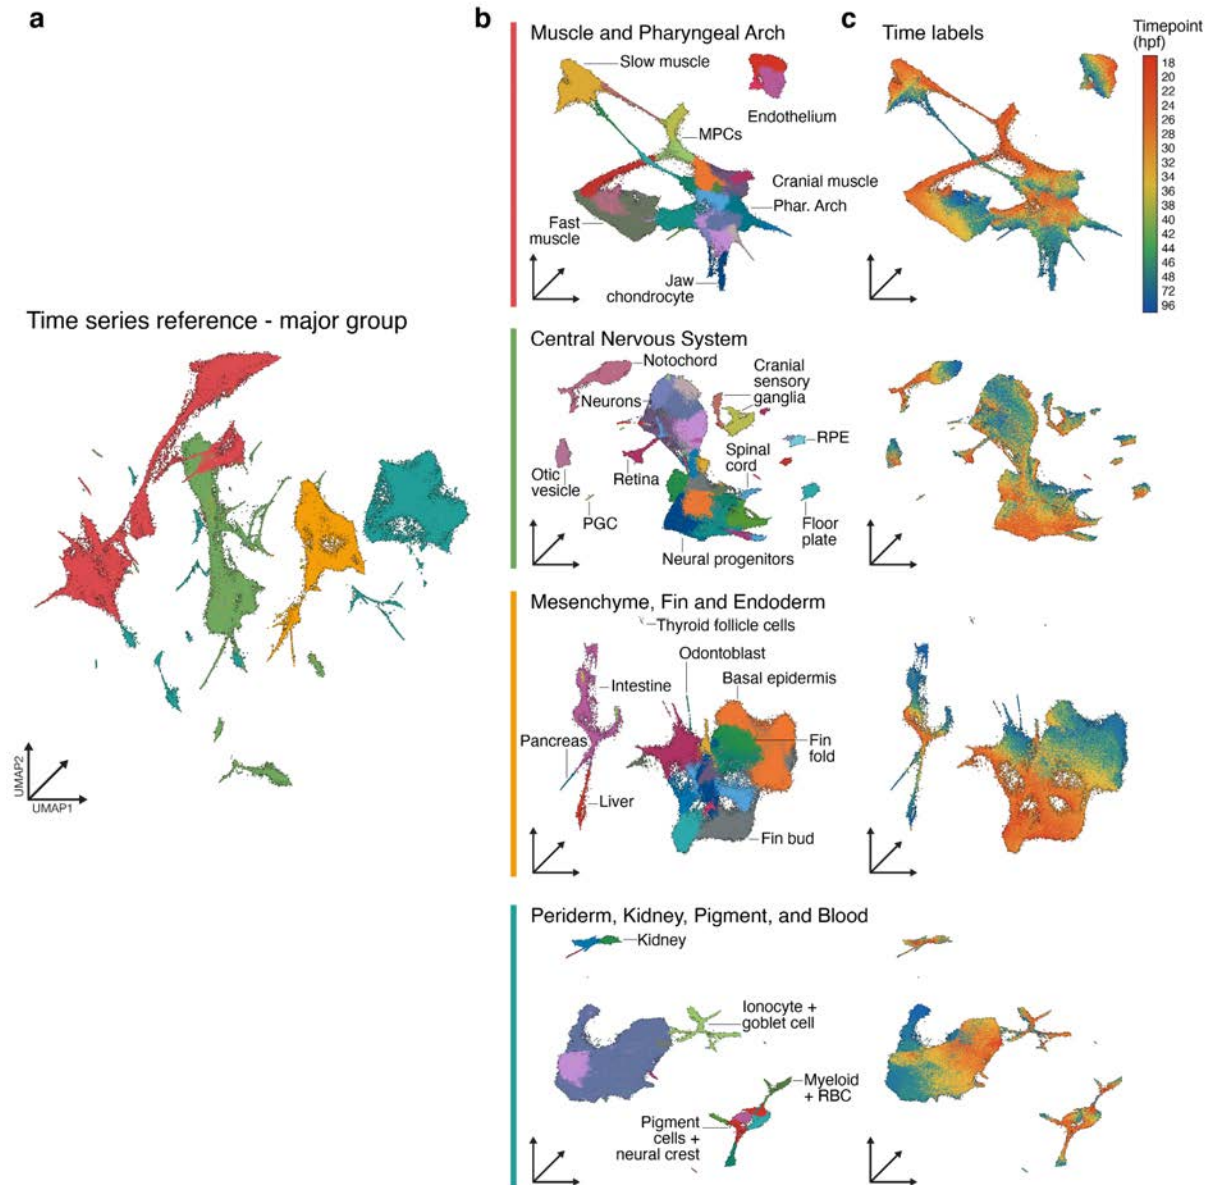 a
b
c
Muscle and Pharyngeal Arch
Time labels
Timepoint
(hpf)
18
20
22
24
26
28
30
32
34
36
38
40
42
44
46
48
72
96
Slow muscle
Endothelium
MPCs
Cranial muscle
Phar. Arch
Fast
muscle
Jaw
chondrocyte
Time series reference - major group
UMAP2
UMAP1
Central Nervous System
Notochord
Cranial
sensory
ganglia
Neurons
RPE
Spinal
cord
Otic
vesicle
Retina
PGC
Floor
plate
Neural progenitors
Mesenchyme, Fin and Endoderm
Thyroid follicle cells
Odontoblast
Intestine
Basal epidermis
Pancreas
Fin
fold
Liver
Fin bud
Periderm, Kidney, Pigment, and Blood
Kidney
Ionocyte +
goblet cell
Myeloid
+ RBC
Pigment
cells +
neural crest